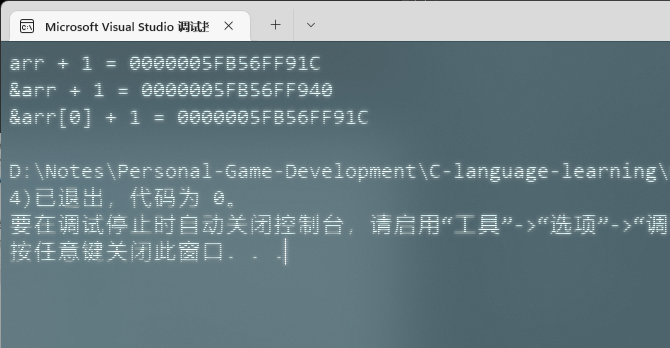 Microsoft Visual Studio 调试控
arr + 1 = 0000005FB56FF91C
&arr + 1 = 0000005FB56FF940
&arr[0] + 1 = 0000005FB56FF91C
D:\Notes\Personal-Game-Development\C-language-learning\
4)已退出，代码为 0。
要在调试停止时自动关闭控制台，请启用“工具”->“选项”->“调
按任意键关闭此窗口. . .